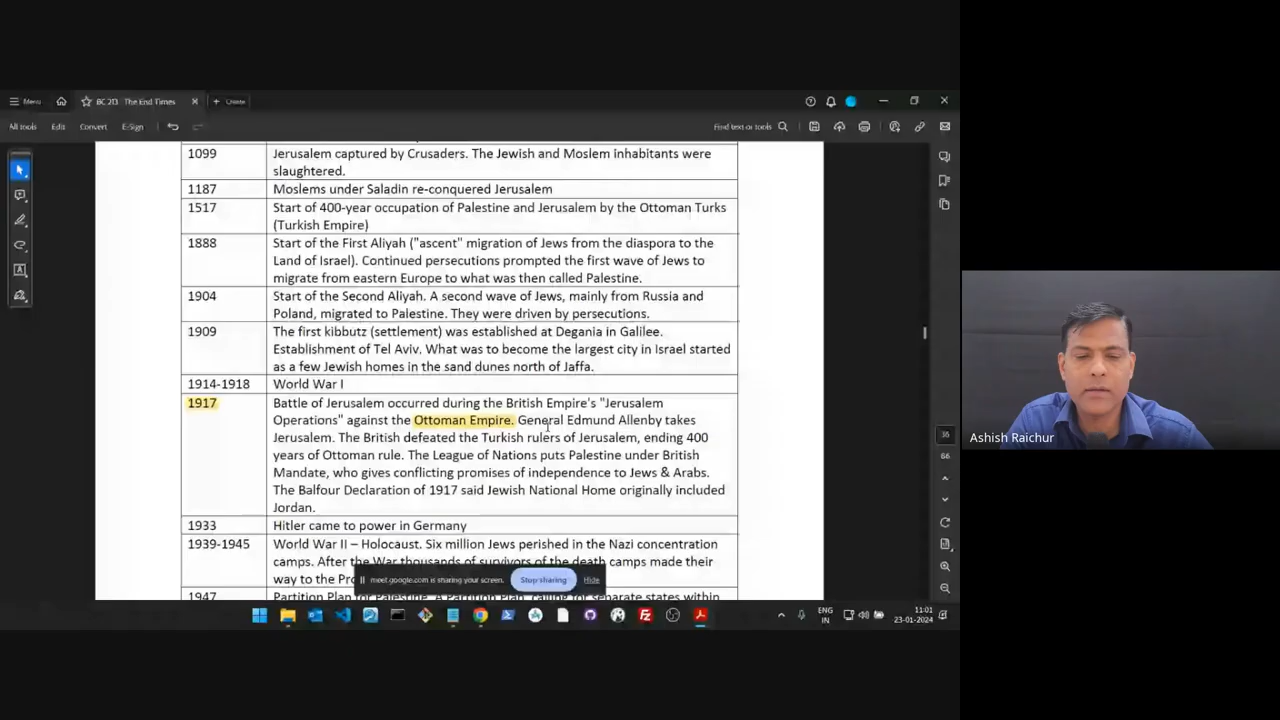 Menu
BC 213 The End Times
Create
All tools Edit Convert E-Sign
Find text or tools
1099 Jerusalem captured by Crusaders. The Jewish and Moslem inhabitants were
slaughtered.
1187 Moslems under Saladin re-conquered Jerusalem
1517 Start of 400-year occupation of Palestine and Jerusalem by the Ottoman Turks
(Turkish Empire)
1888 Start of the First Aliyah ("ascent" migration of Jews from the diaspora to the
Land of Israel). Continued persecutions prompted the first wave of Jews to
migrate from eastern Europe to what was then called Palestine.
1904 Start of the Second Aliyah. A second wave of Jews, mainly from Russia and
Poland, migrated to Palestine. They were driven by persecutions.
1909 The first kibbutz (settlement) was established at Degania in Galilee.
Establishment of Tel Aviv. What was to become the largest city in Israel started
as a few Jewish homes in the sand dunes north of Jaffa.
1914-1918 World War I
1917 Battle of Jerusalem occurred during the British Empire's "Jerusalem
Operations" against the Ottoman Empire. General Edmund Allenby takes
Jerusalem. The British defeated the Turkish rulers of Jerusalem, ending 400
years of Ottoman rule. The League of Nations puts Palestine under British
Mandate, who gives conflicting promises of independence to Jews & Arabs.
The Balfour Declaration of 1917 said Jewish National Home originally included
Jordan.
1933 Hitler came to power in Germany
1939-1945 World War II – Holocaust. Six million Jews perished in the Nazi concentration
camps. After the War thousands of survivors of the death camps made their
way to the
1947 Partition Plan for Palestine. A Partition Plan, calling for separate states within
meet.google.com is sharing your screen.
Stop sharing
Hide
36
66
ENG
IN
11:01
23-01-2024
Ashish Raichur